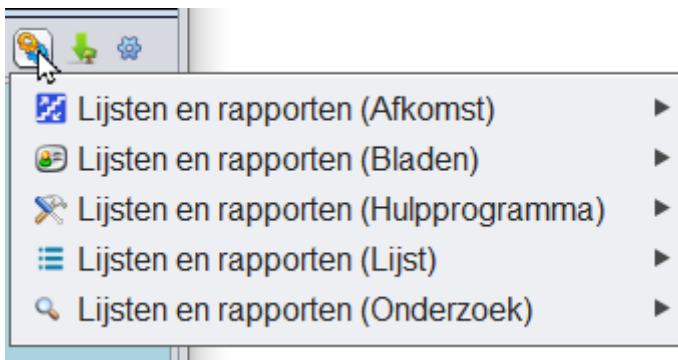 Lijsten en rapporten (Afkomst)
Lijsten en rapporten (Bladen)
Lijsten en rapporten (Hulpprogramma)
Lijsten en rapporten (Lijst)
Lijsten en rapporten (Onderzoek)